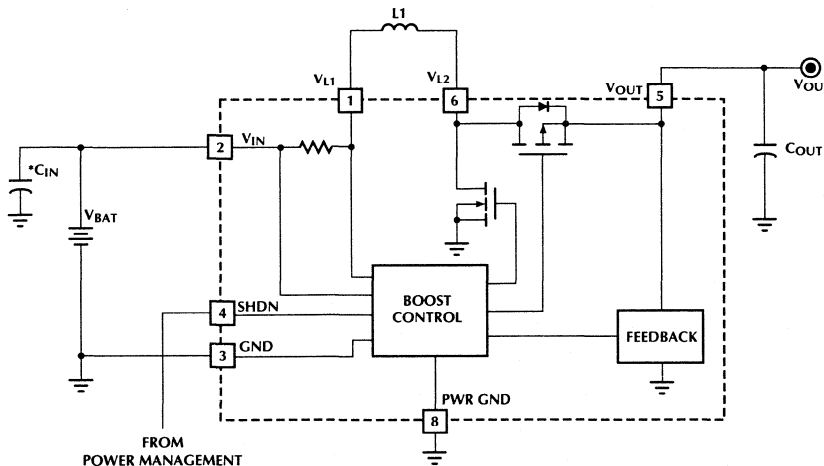 L1
VL1
VL2
VOUT
1
6
5
VOU
2
VIN
*CIN
COUT
VBAT
4
SHDN
BOOST
CONTROL
3
GND
FEEDBACK
PWR GND
8
FROM
POWER MANAGEMENT